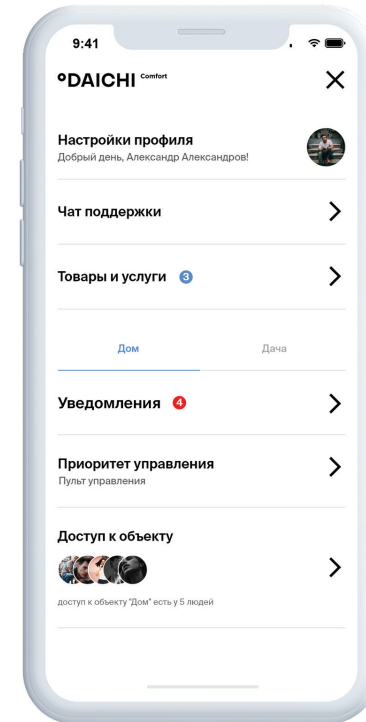 9:41
DAICHI Comfort
Настройки профиля
Добрый день, Александр Александров!
Чат поддержки
Товары и услуги 3
Дом Дача
Уведомления 4
Приоритет управления
Пульт управления
Доступ к объекту
доступ к объекту "Дом" есть у 5 людей